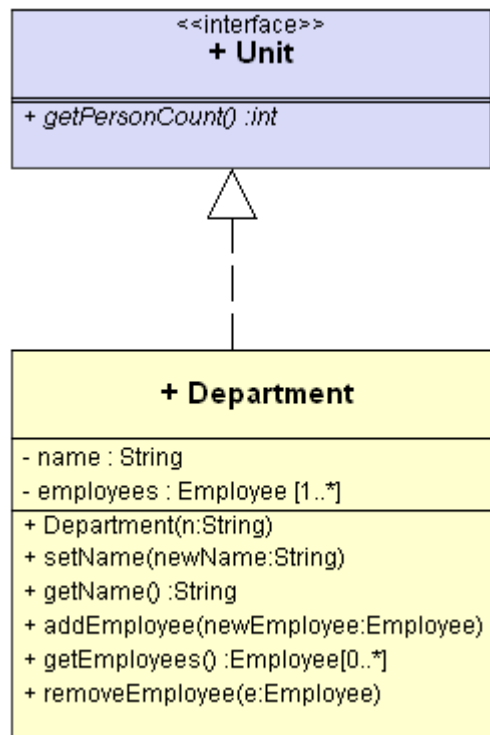 <<interface>>
+ Unit
+ getPersonCount() :int
+ Department
- name : String
- employees : Employee [1..*]
+ Department(n:String)
+ setName(newName:String)
+ getName() :String
+ addEmployee(newEmployee:Employee)
+ getEmployees() :Employee[0..*]
+ removeEmployee(e:Employee)